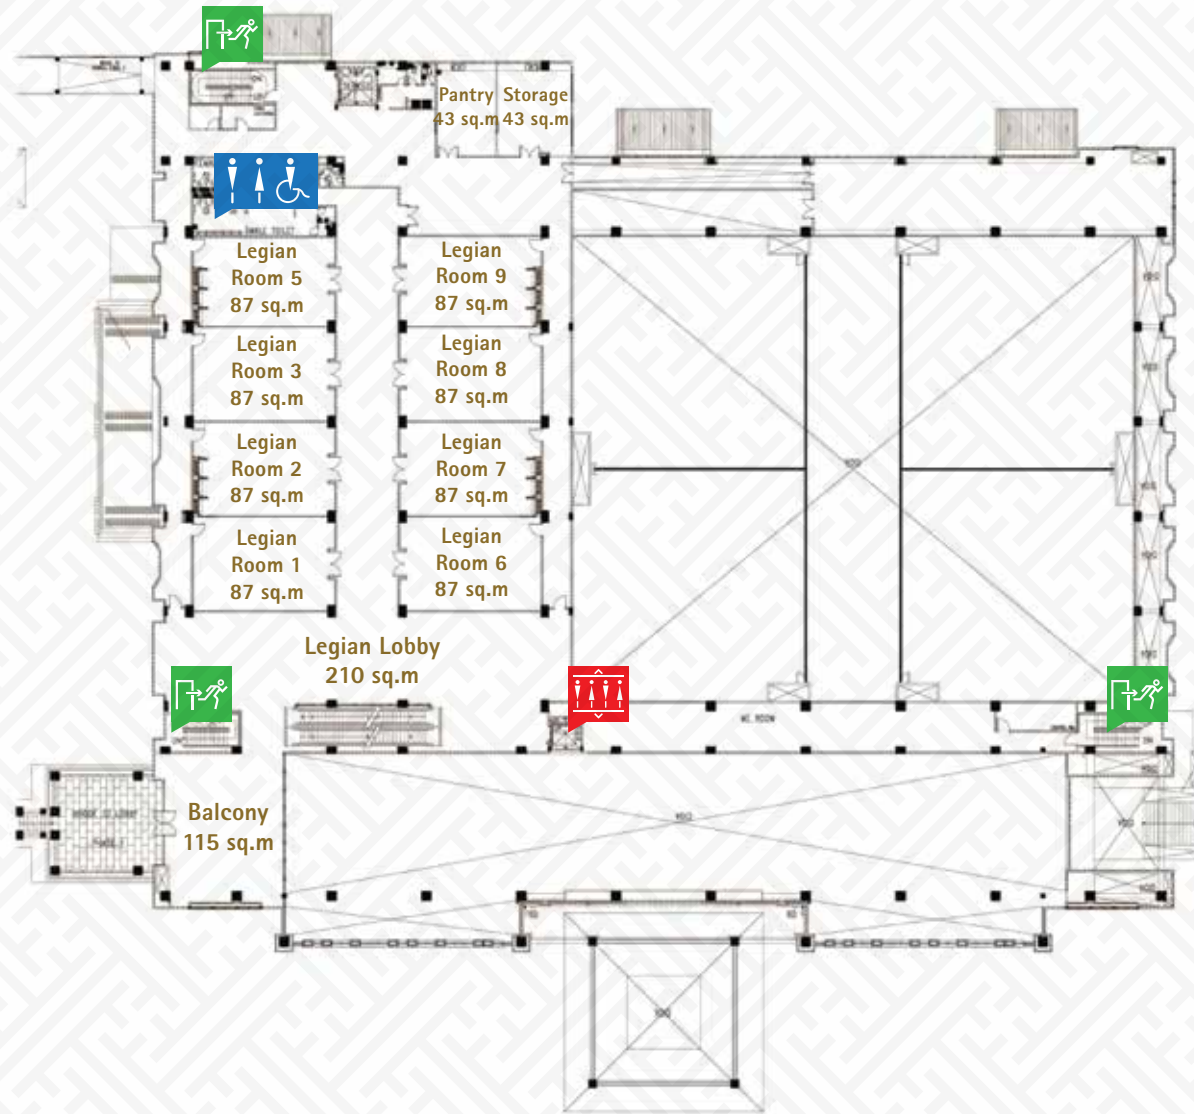 Pantry
43 sq.m
Storage
43 sq.m
Legian
Room 5
87 sq.m
Legian
Room 9
87 sq.m
Legian
Room 3
87 sq.m
Legian
Room 8
87 sq.m
Legian
Room 2
87 sq.m
Legian
Room 7
87 sq.m
Legian
Room 1
87 sq.m
Legian
Room 6
87 sq.m
Legian Lobby
210 sq.m
Balcony
115 sq.m